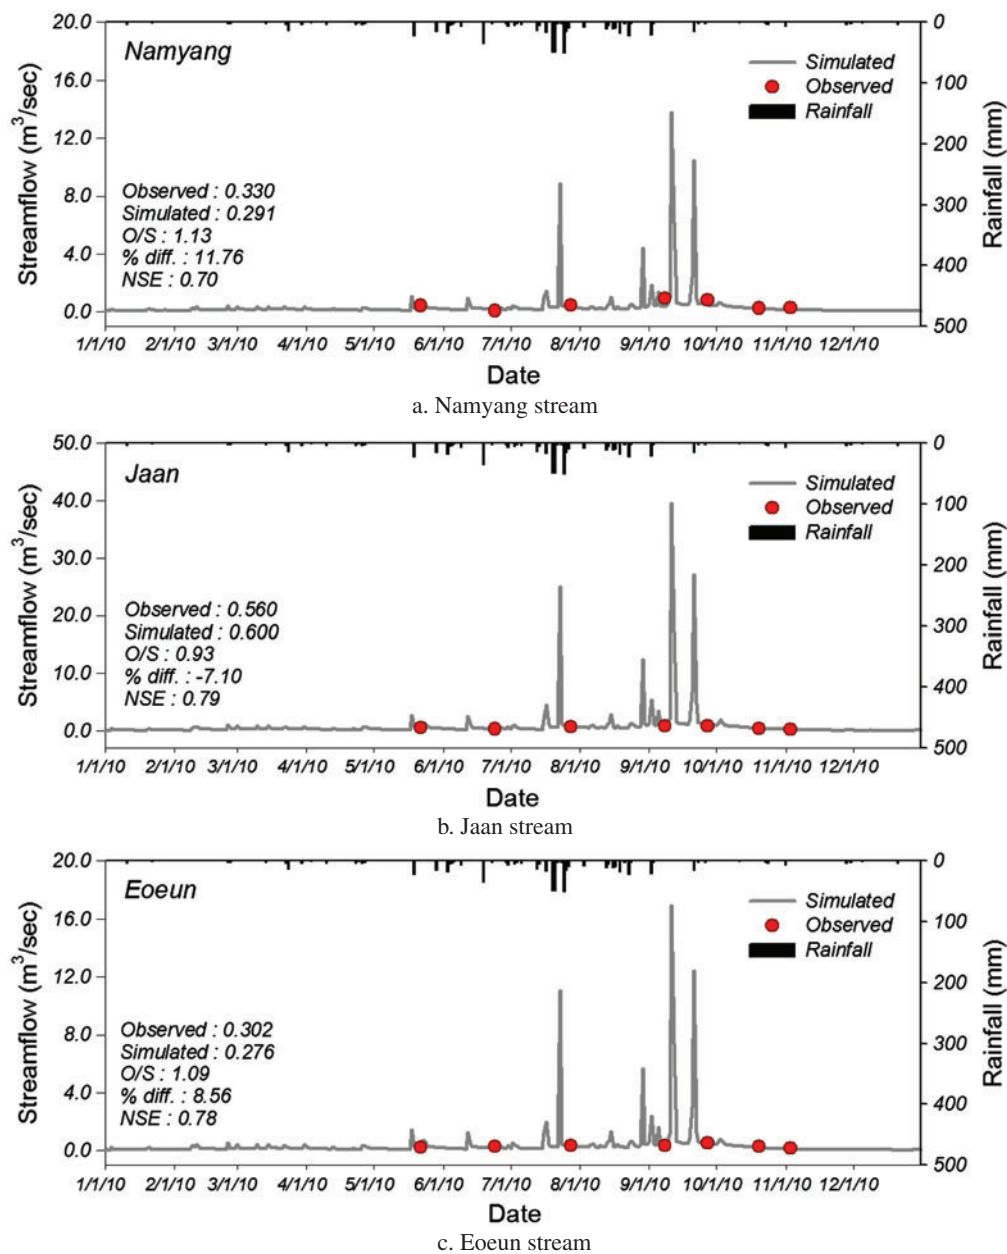 Namyang
Simulated
Observed
Rainfall
Observed : 0.330
Simulated : 0.291
O/S : 1.13
% diff. : 11.76
NSE : 0.70
Streamflow (m³/sec)
20.0
16.0
12.0
8.0
4.0
0.0
Rainfall (mm)
0
100
200
300
400
500
1/1/10 2/1/10 3/1/10 4/1/10 5/1/10 6/1/10 7/1/10 8/1/10 9/1/10 10/1/10 11/1/10 12/1/10
Date
a. Namyang stream
Jaan
Simulated
Observed
Rainfall
Observed : 0.560
Simulated : 0.600
O/S : 0.93
% diff. : -7.10
NSE : 0.79
Streamflow (m³/sec)
50.0
40.0
30.0
20.0
10.0
0.0
Rainfall (mm)
0
100
200
300
400
500
1/1/10 2/1/10 3/1/10 4/1/10 5/1/10 6/1/10 7/1/10 8/1/10 9/1/10 10/1/10 11/1/10 12/1/10
Date
b. Jaan stream
Eoeun
Simulated
Observed
Rainfall
Observed : 0.302
Simulated : 0.276
O/S : 1.09
% diff. : 8.56
NSE : 0.78
Streamflow (m³/sec)
20.0
16.0
12.0
8.0
4.0
0.0
Rainfall (mm)
0
100
200
300
400
500
1/1/10 2/1/10 3/1/10 4/1/10 5/1/10 6/1/10 7/1/10 8/1/10 9/1/10 10/1/10 11/1/10 12/1/10
Date
c. Eoeun stream